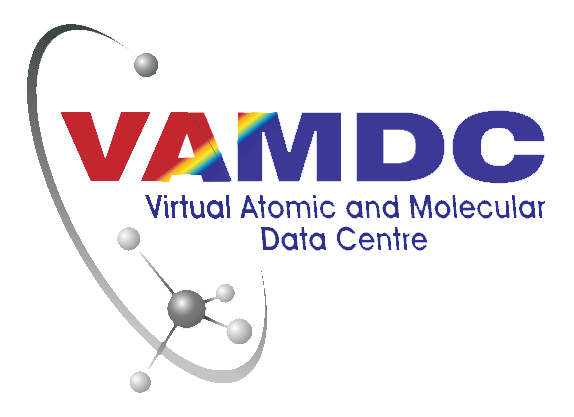 VAMDC
Virtual Atomic and Molecular
Data Centre